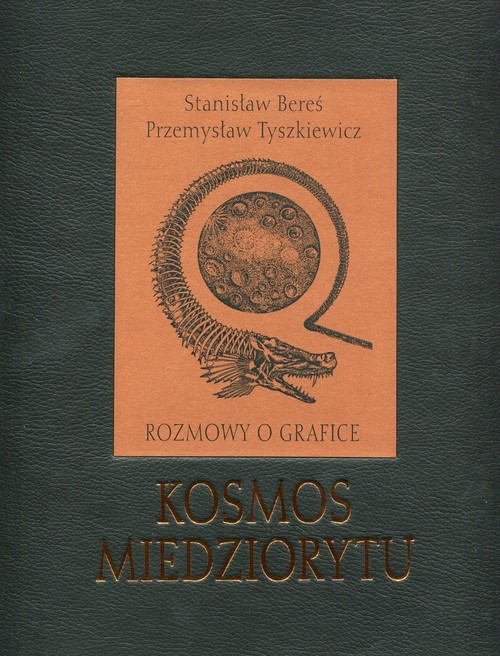 Stanisław Bereś
Przemysław Tyszkiewicz
ROZMOWY O GRAFICE
KOSMOS
MIEDZIORYTU